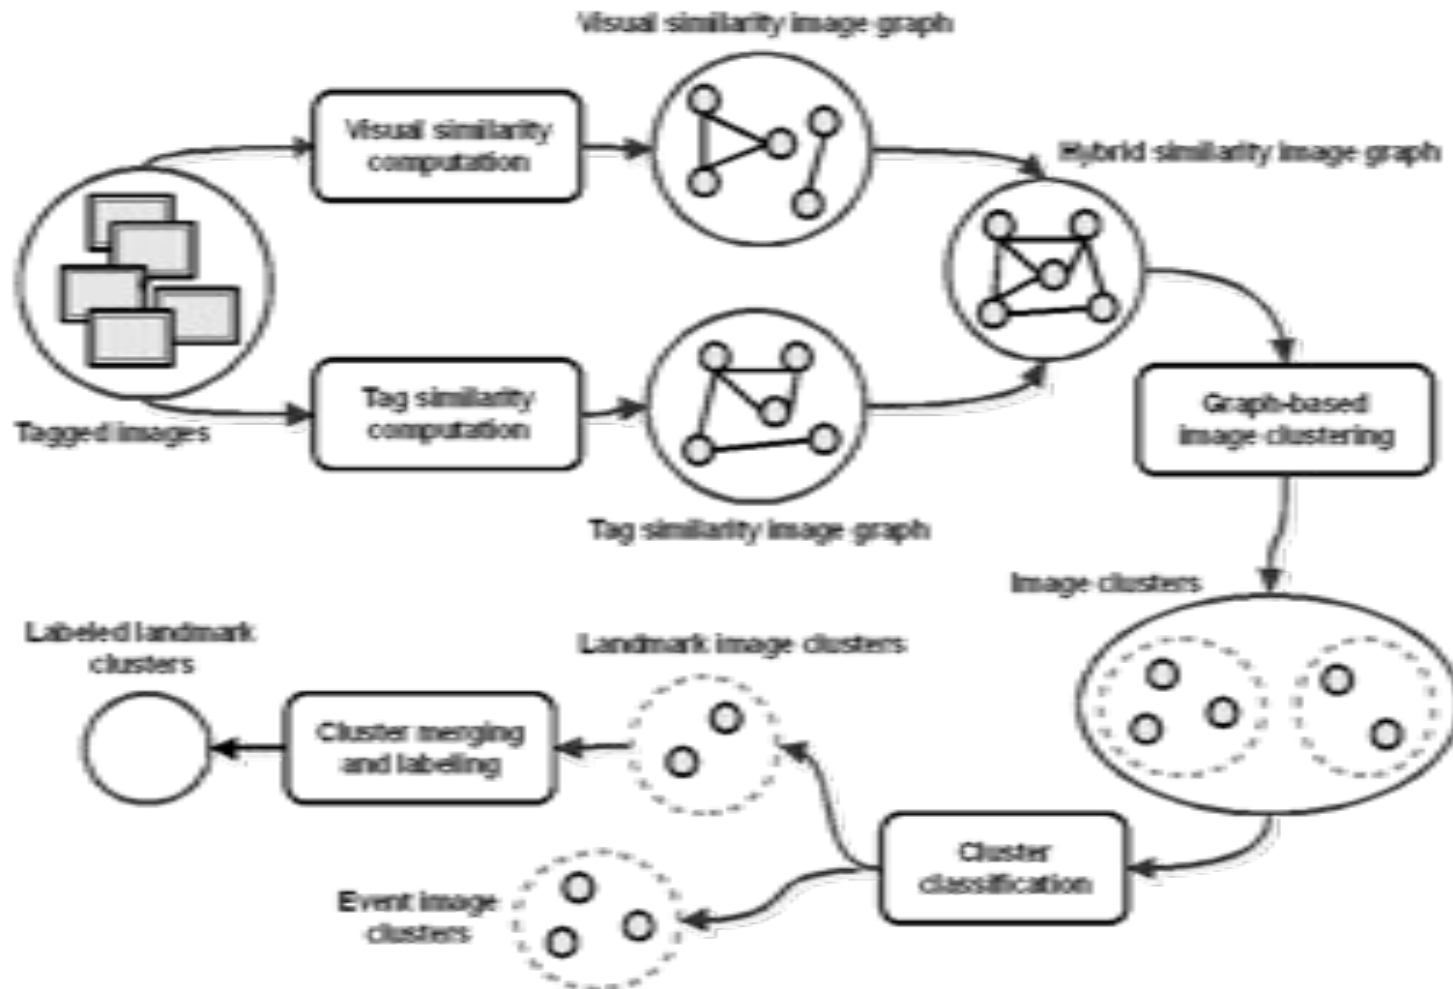 Visual similarity image graph
Visual similarity
computation
Hybrid similarity image graph
Tagged images
Tag similarity
computation
Graph-based
image clustering
Tag similarity image graph
Image clusters
Labeled landmark
clusters
Landmark image clusters
Cluster merging
and labeling
Cluster
classification
Event image
clusters